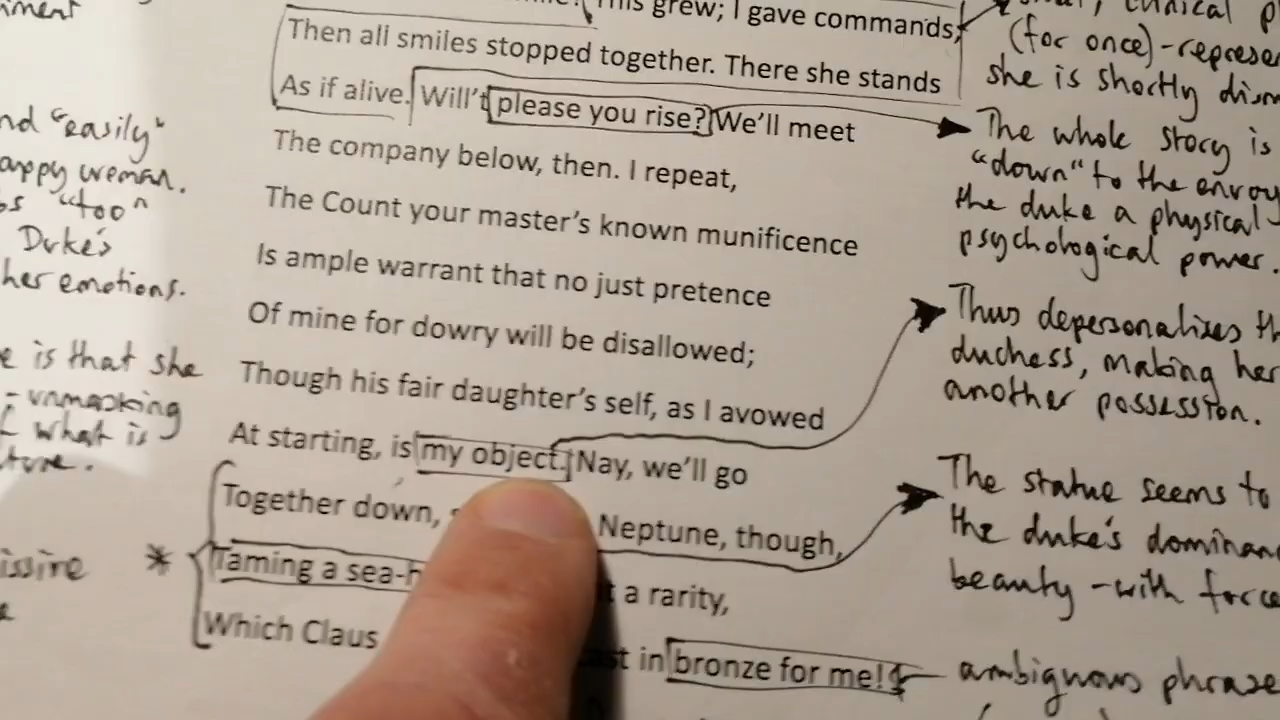 This grew; I gave commands;
Then all smiles stopped together. There she stands
As if alive. Will't please you rise? We'll meet
The company below, then. I repeat,
The Count your master's known munificence
Is ample warrant that no just pretence
Of mine for dowry will be disallowed;
Though his fair daughter's self, as I avowed
At starting, is my object. Nay, we'll go
Together down, Neptune, though,
Taming a sea-h a rarity,
Which Claus in bronze for me!
nd "easily"
appy woman.
"too"
Duke's
her emotions.
e is that she
- unmasking
what is
*
clinical p
(for once) - represe
she is shortly dism
The whole story is
"down" to the envoy
the duke a physical
psychological power.
Thus depersonalises th
duchess, making her
another possession.
The statue seems to
the duke's dominan
beauty - with force
ambiguous phrase